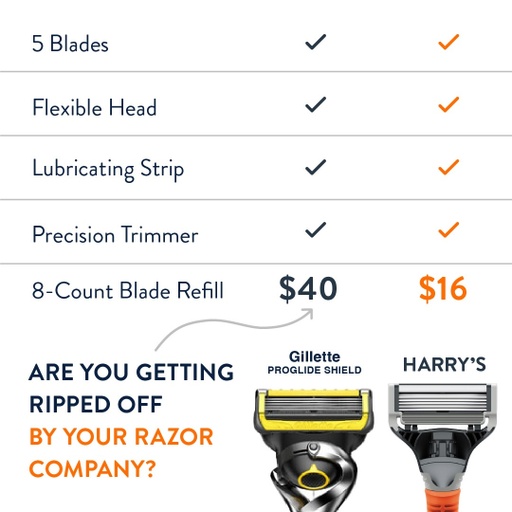 5 Blades
Flexible Head
Lubricating Strip
Precision Trimmer
8-Count Blade Refill $40 $16
ARE YOU GETTING
RIPPED OFF
BY YOUR RAZOR
COMPANY?
Gillette
PROGLIDE SHIELD
HARRY'S